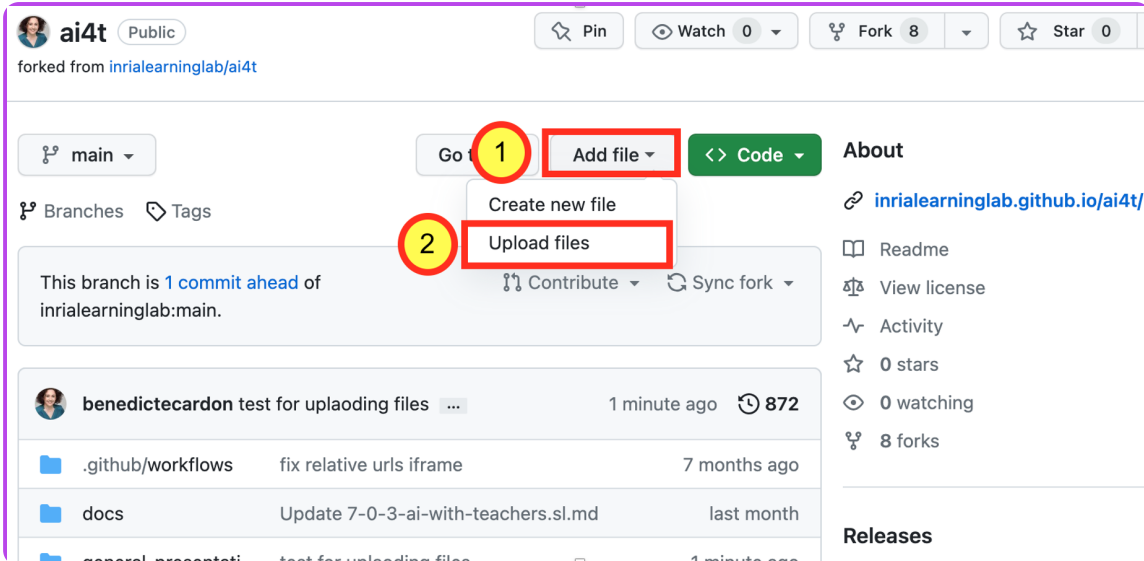 ai4t Public
Pin
Watch 0
Fork 8
Star 0
forked from inrialearninglab/ai4t
main
Go
1
Add file
Code
Create new file
2
Upload files
Branches
Tags
This branch is 1 commit ahead of
inrialearninglab:main.
Contribute
Sync fork
benedictecardon test for uplaoding files ...
1 minute ago
872
.github/workflows
fix relative urls iframe
7 months ago
docs
Update 7-0-3-ai-with-teachers.sl.md
last month
About
inrialearninglab.github.io/ai4t/
Readme
View license
Activity
0 stars
0 watching
8 forks
Releases